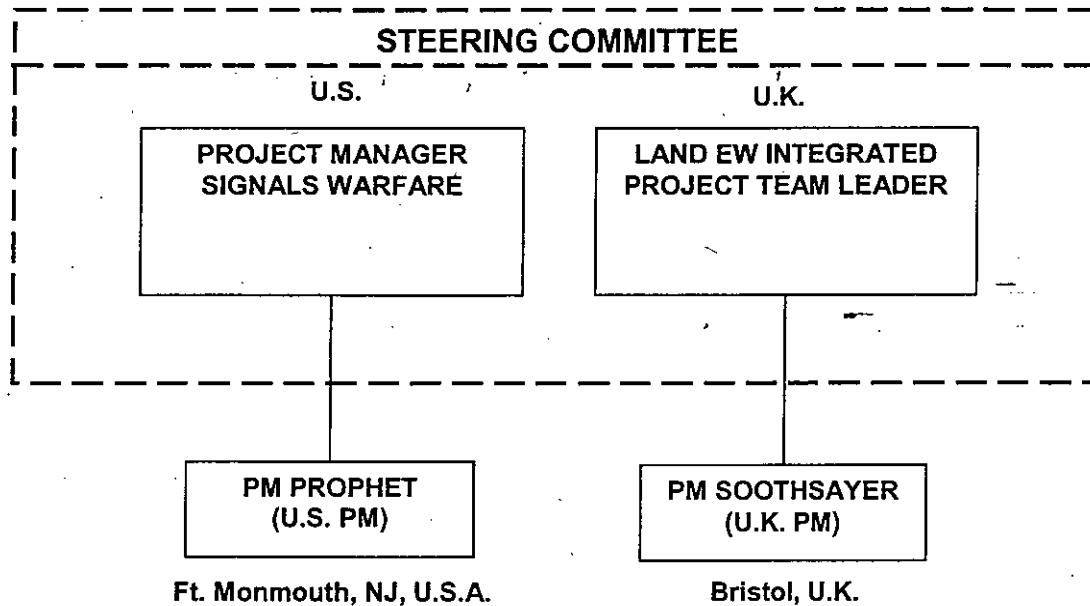 STEERING COMMITTEE
U.S.
U.K.
PROJECT MANAGER
SIGNALS WARFARE
LAND EW INTEGRATED
PROJECT TEAM LEADER
PM PROPHET
(U.S. PM)
PM SOOTHSAYER
(U.K. PM)
Ft. Monmouth, NJ, U.S.A.
Bristol, U.K.